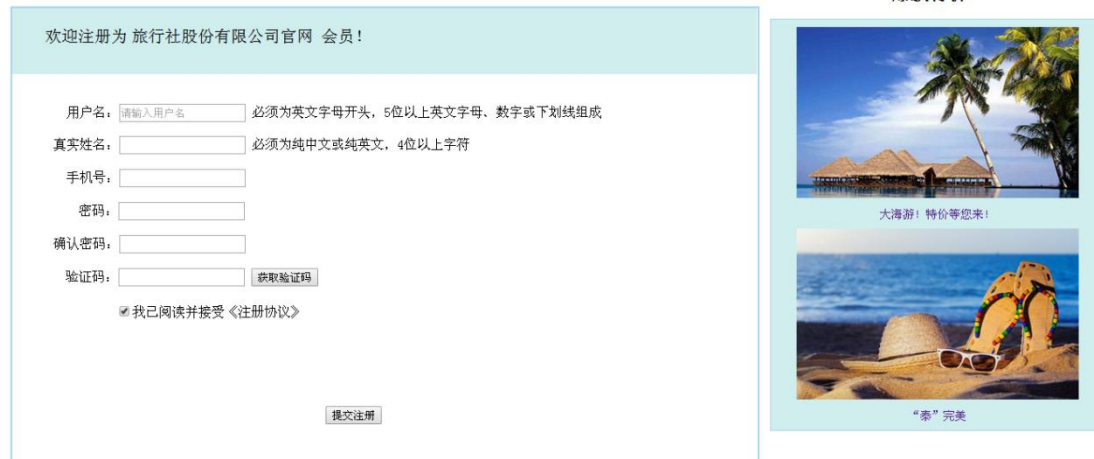 欢迎注册为 旅行社股份有限公司官网 会员！
用户名： 请输入用户名 必须为英文字母开头，5位以上英文字母、数字或下划线组成
真实姓名： 必须为纯中文或纯英文，4位以上字符
手机号：
密码：
确认密码：
验证码： 获取验证码
我已阅读并接受《注册协议》
提交注册
大海游！特价等您来！
“泰”完美